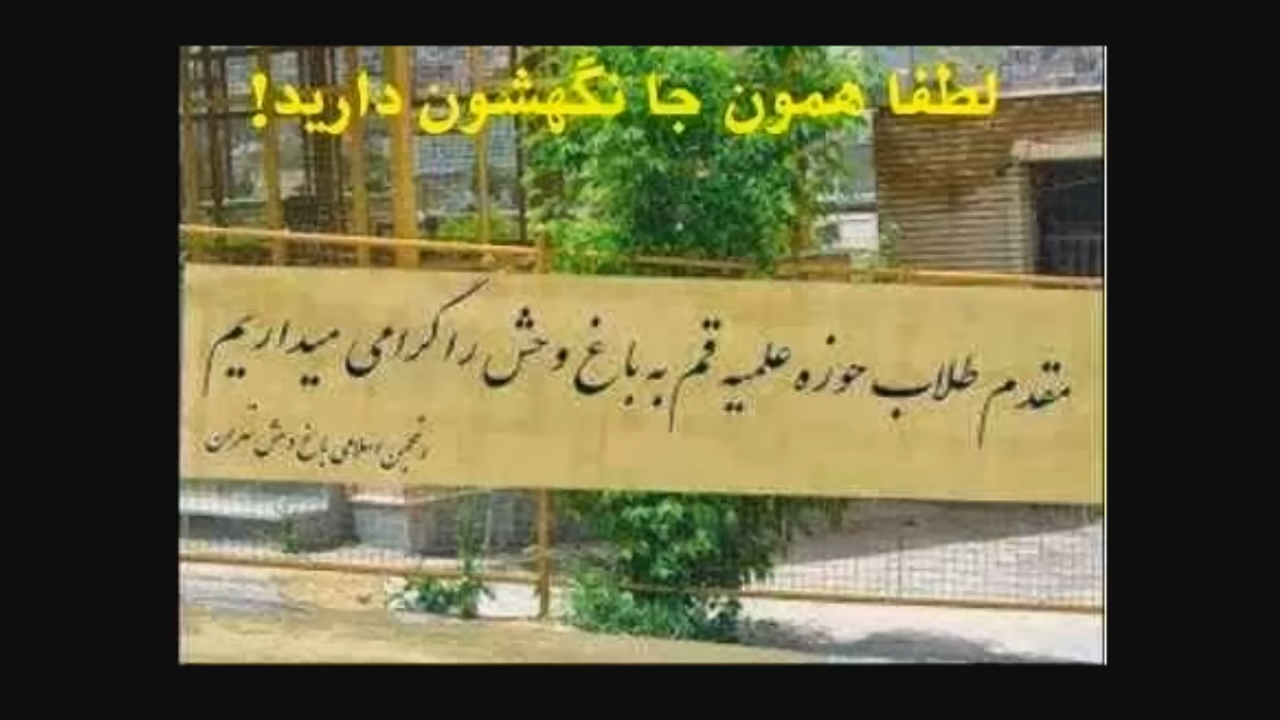 لطفا همون جا نگهشون دارید!
مقدم طلاب حوزه علمیه قم به باغ وحش را گرامی میداریم
انجمن اسلامی باغ وحش تهران